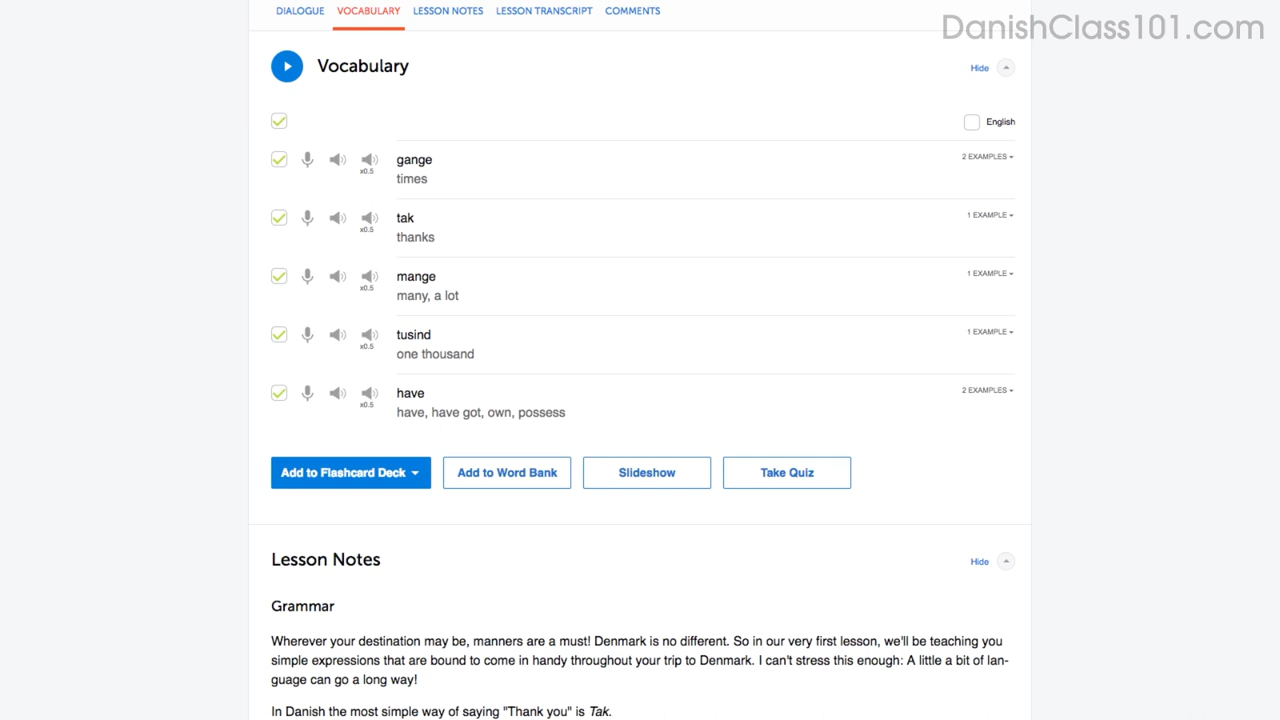 DIALOGUE VOCABULARY LESSON NOTES LESSON TRANSCRIPT COMMENTS
DanishClass101.com
Vocabulary
Hide
English
gange
2 EXAMPLES
times
x0.5
tak
1 EXAMPLE
thanks
x0.5
mange
1 EXAMPLE
many, a lot
x0.5
tusind
1 EXAMPLE
one thousand
x0.5
have
2 EXAMPLES
have, have got, own, possess
x0.5
Add to Flashcard Deck Add to Word Bank Slideshow Take Quiz
Lesson Notes
Hide
Grammar
Wherever your destination may be, manners are a must! Denmark is no different. So in our very first lesson, we'll be teaching you
simple expressions that are bound to come in handy throughout your trip to Denmark. I can't stress this enough: A little a bit of lan-
guage can go a long way!
In Danish the most simple way of saying "Thank you" is Tak.